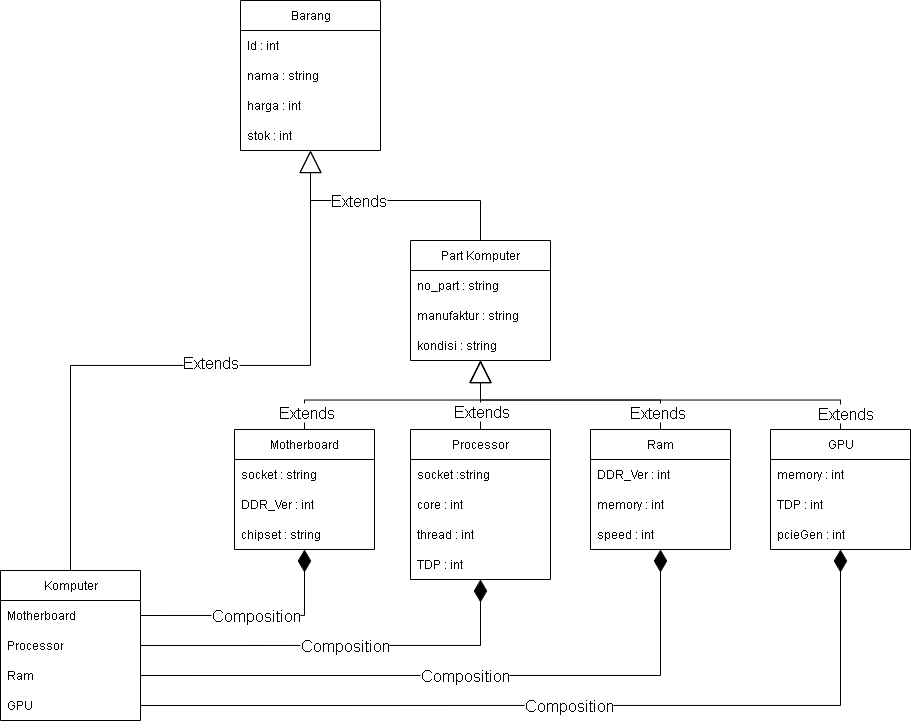 Barang
Id : int
nama : string
harga : int
stok : int
Extends
Part Komputer
no_part : string
manufaktur : string
kondisi : string
Extends
Extends
Extends
Extends
Extends
Motherboard
socket : string
DDR_Ver : int
chipset : string
Processor
socket :string
core : int
thread : int
TDP : int
Ram
DDR_Ver : int
memory : int
speed : int
GPU
memory : int
TDP : int
pcieGen : int
Komputer
Motherboard
Processor
Ram
GPU
Composition
Composition
Composition
Composition